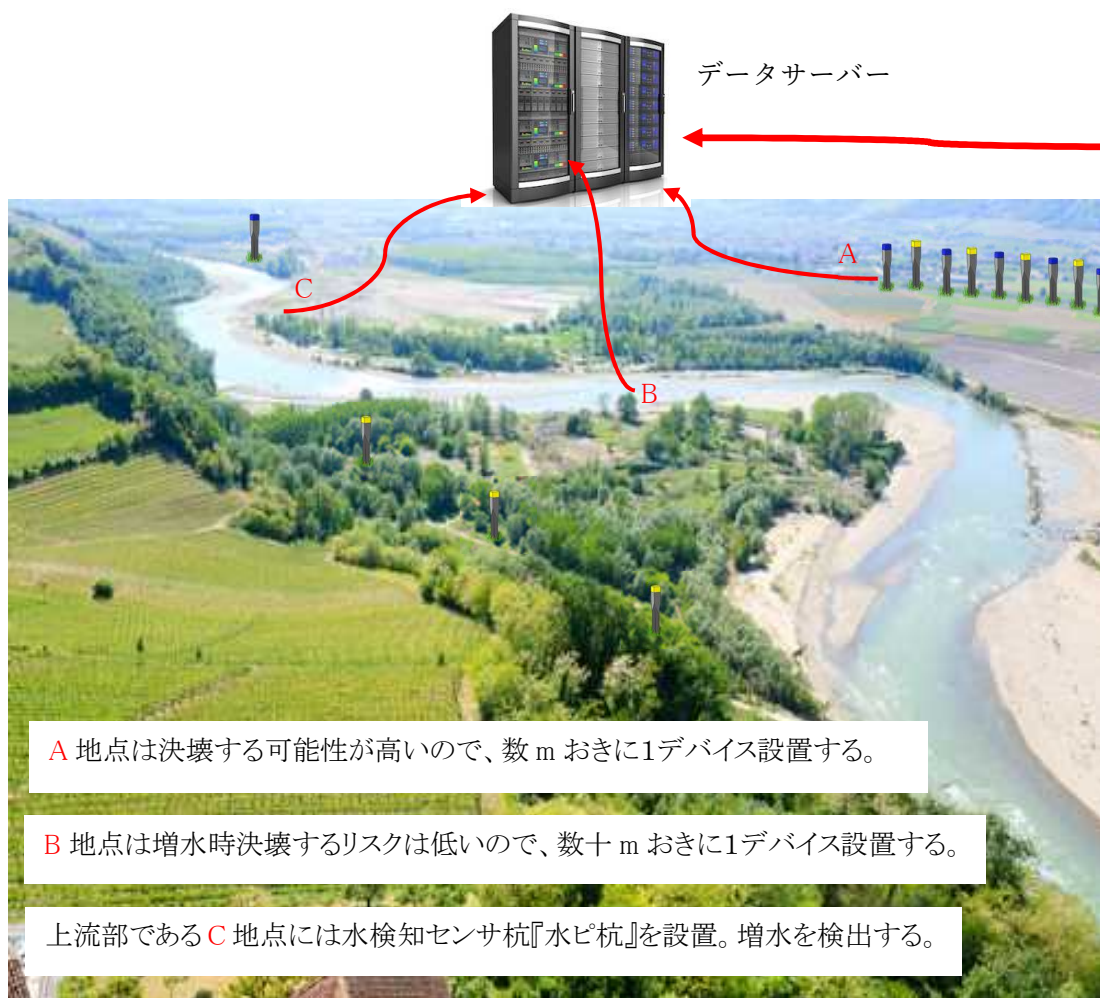 データサーバー
A
C
B
A 地点は決壊する可能性が高いので、数 m おきに1デバイス設置する。
B 地点は増水時決壊するリスクは低いので、数十 m おきに1デバイス設置する。
上流部である C 地点には水検知センサ杭『水ピ杭』を設置。増水を検出する。